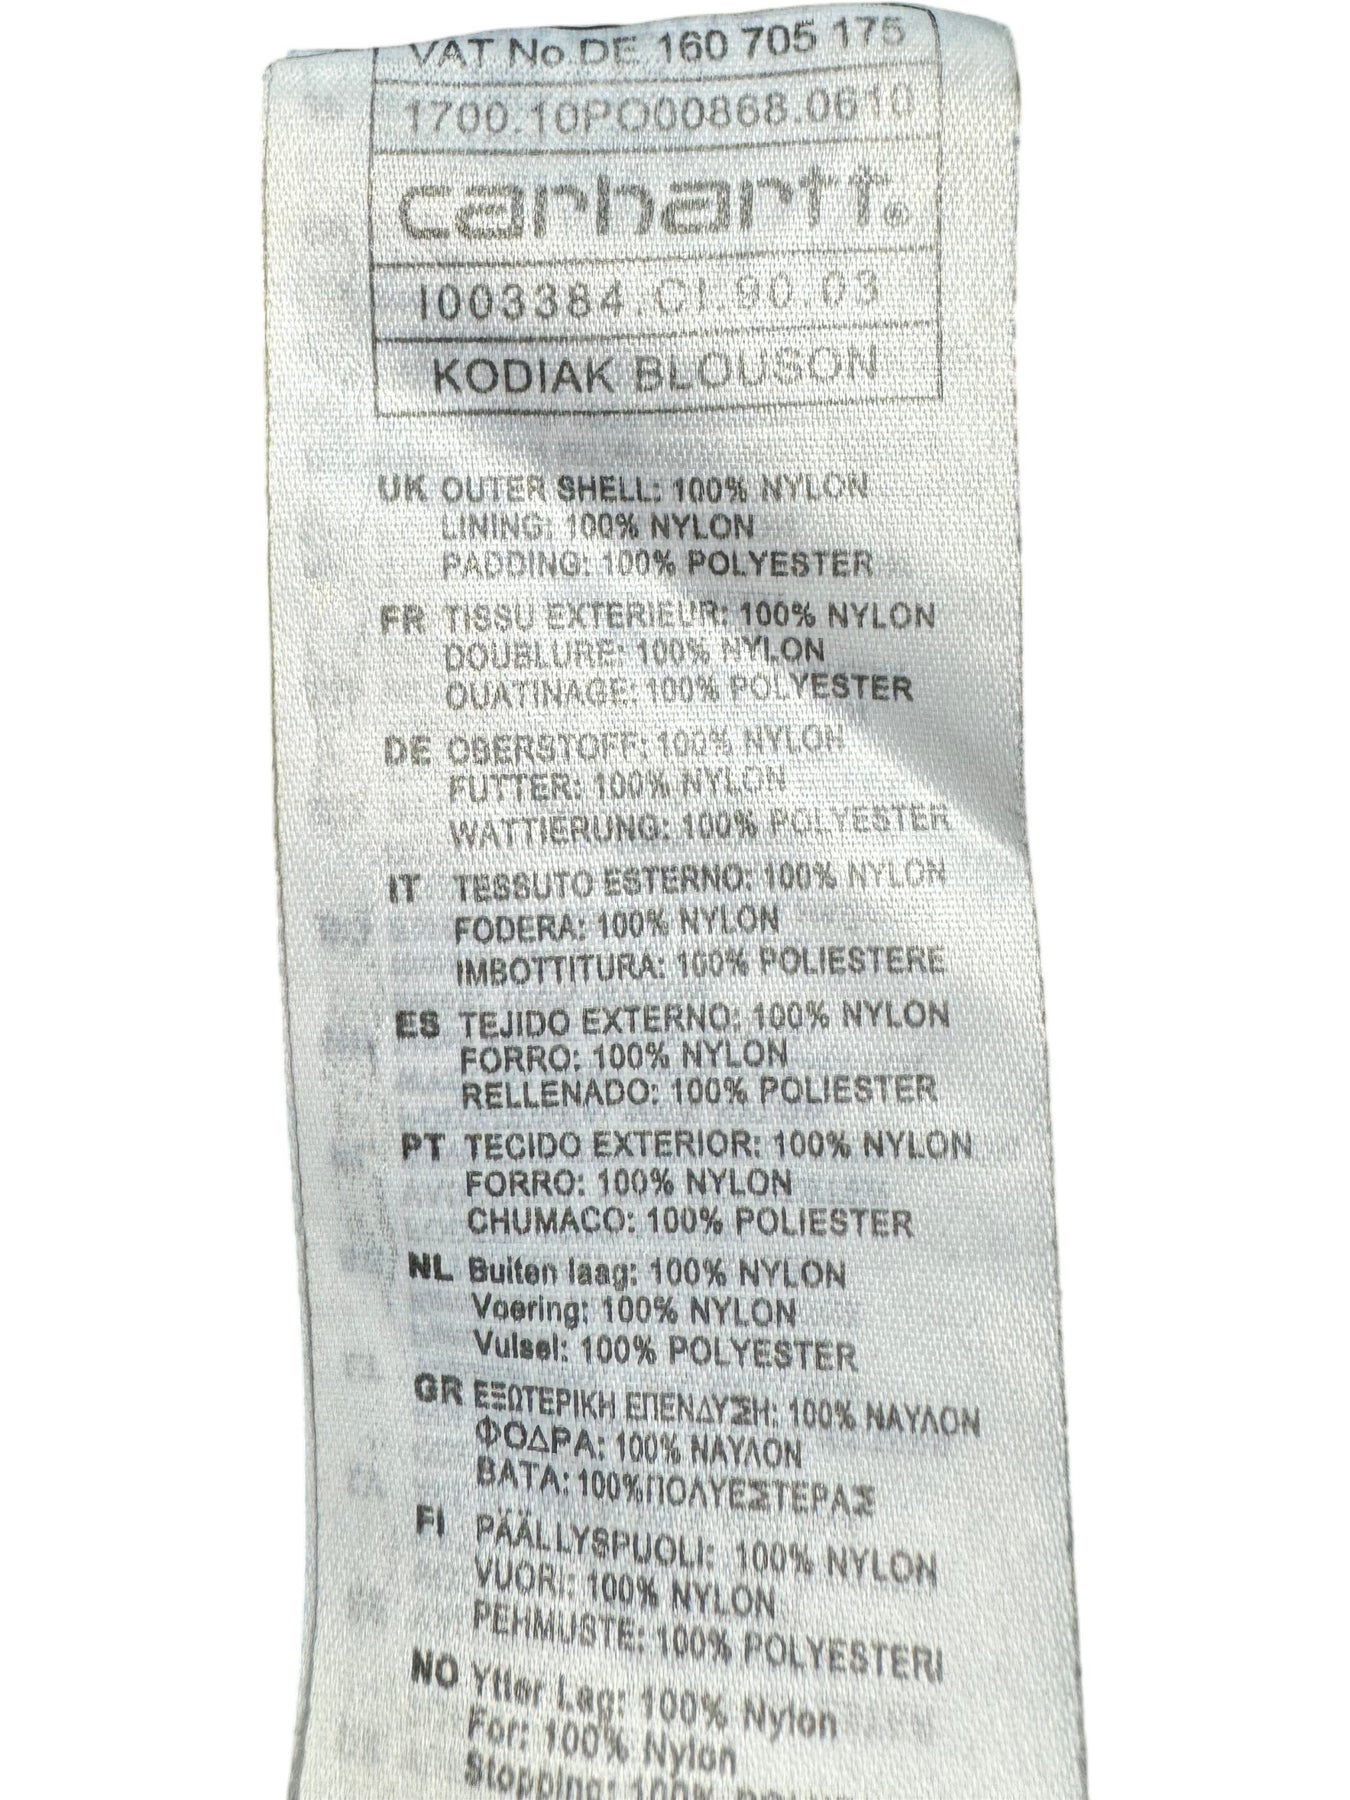 VAT No.DE 160 705 175
1700.10PO00868.0610
carhartt®
I003384.CI.90.03
KODIAK BLOUSON
UK OUTER SHELL: 100% NYLON
LINING: 100% NYLON
PADDING: 100% POLYESTER
FR TISSU EXTERIEUR: 100% NYLON
DOUBLURE: 100% NYLON
OUATINAGE: 100% POLYESTER
DE OBERSTOFF: 100% NYLON
FUTTER: 100% NYLON
WATTIERUNG: 100% POLYESTER
IT TESSUTO ESTERNO: 100% NYLON
FODERA: 100% NYLON
IMBOTTITURA: 100% POLIESTERE
ES TEJIDO EXTERNO: 100% NYLON
FORRO: 100% NYLON
RELLENADO: 100% POLIESTER
PT TECIDO EXTERIOR: 100% NYLON
FORRO: 100% NYLON
CHUMACO: 100% POLIESTER
NL Buiten laag: 100% NYLON
Voering: 100% NYLON
Vulsel: 100% POLYESTER
GR ΕΞΩΤΕΡΙΚΗ ΕΠΕΝΔΥΣΗ: 100% ΝΑΥΛΟΝ
ΦΟΔΡΑ: 100% ΝΑΥΛΟΝ
ΒΑΤΑ: 100%ΠΟΛΥΕΣΤΕΡΑΣ
FI PÄÄLLYSPUOLI: 100% NYLON
VUORI: 100% NYLON
PEHMUSTE: 100% POLYESTERI
NO Ytter Lag: 100% Nylon
For: 100% Nylon
Stopping: 100%